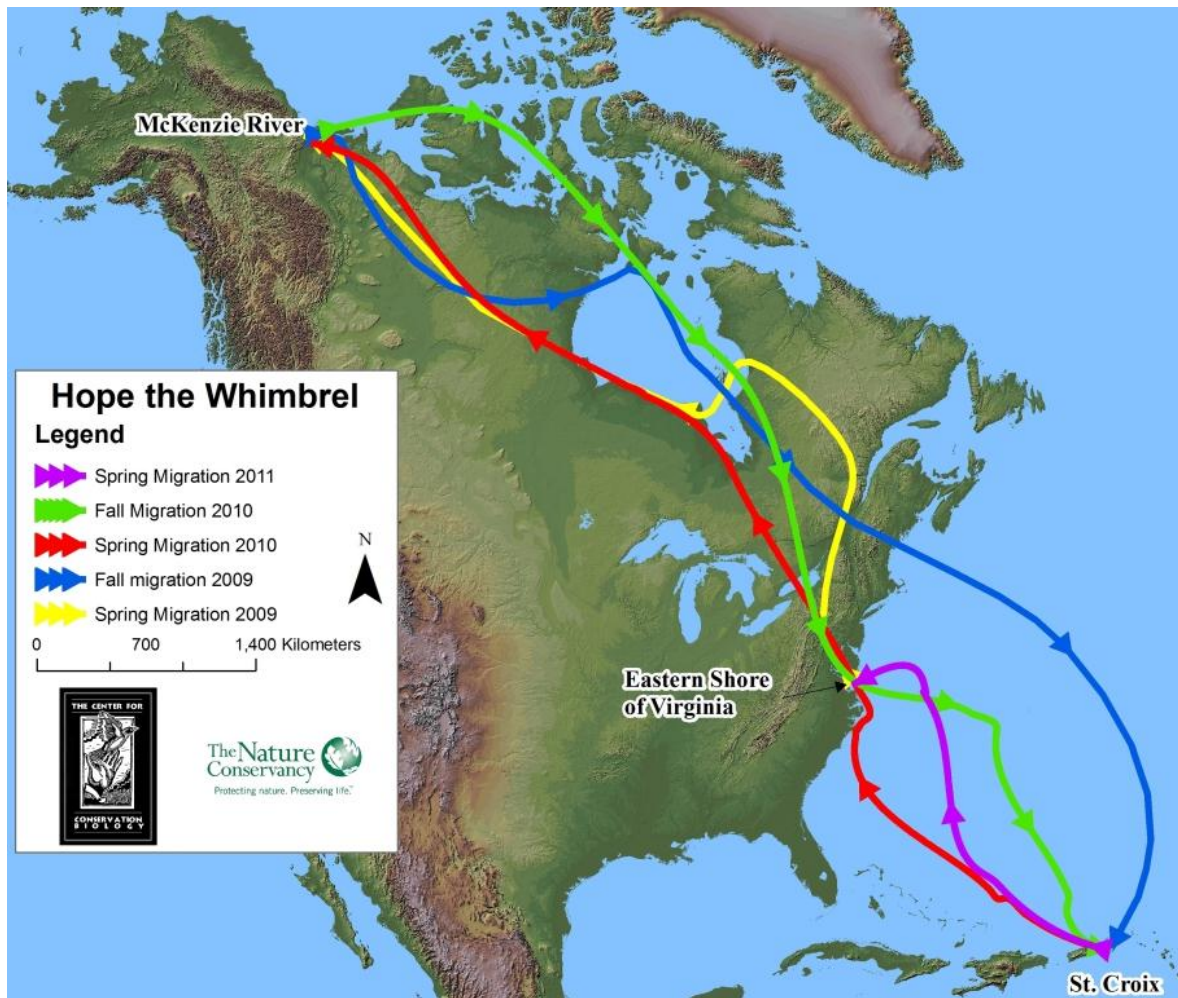 McKenzie River
Hope the Whimbrel
Legend
Spring Migration 2011
Fall Migration 2010
Spring Migration 2010
Fall migration 2009
Spring Migration 2009
N
0 700 1,400 Kilometers
THE CENTER FOR
CONSERVATION
BIOLOGY
The Nature
Conservancy
Protecting nature. Preserving life.™
Eastern Shore
of Virginia
St. Croix